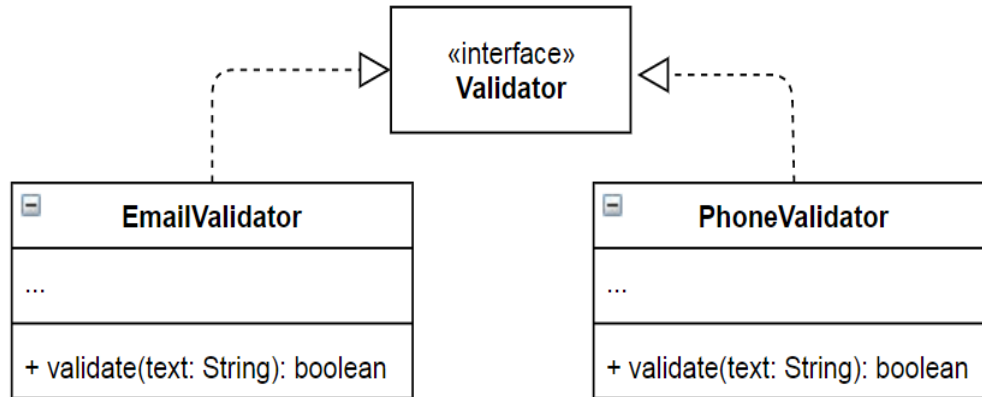 «interface»
Validator
EmailValidator
...
+ validate(text: String): boolean
PhoneValidator
...
+ validate(text: String): boolean